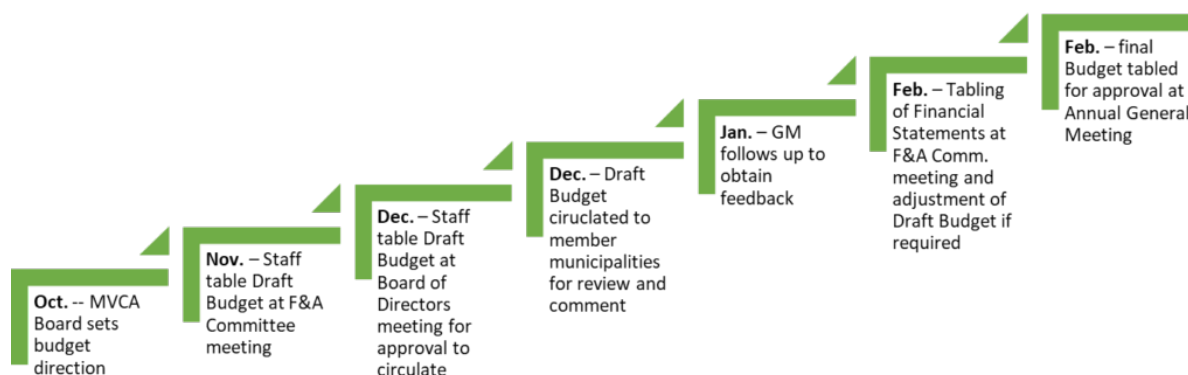 Oct. -- MVCA
Board sets
budget
direction
Nov. – Staff
table Draft
Budget at F&A
Committee
meeting
Dec. – Staff
table Draft
Budget at
Board of
Directors
meeting for
approval to
circulate
Dec. – Draft
Budget
ciruclated to
member
municipalities
for review and
comment
Jan. – GM
follows up to
obtain
feedback
Feb. – Tabling
of Financial
Statements at
F&A Comm.
meeting and
adjustment of
Draft Budget if
required
Feb. – final
Budget tabled
for approval at
Annual General
Meeting